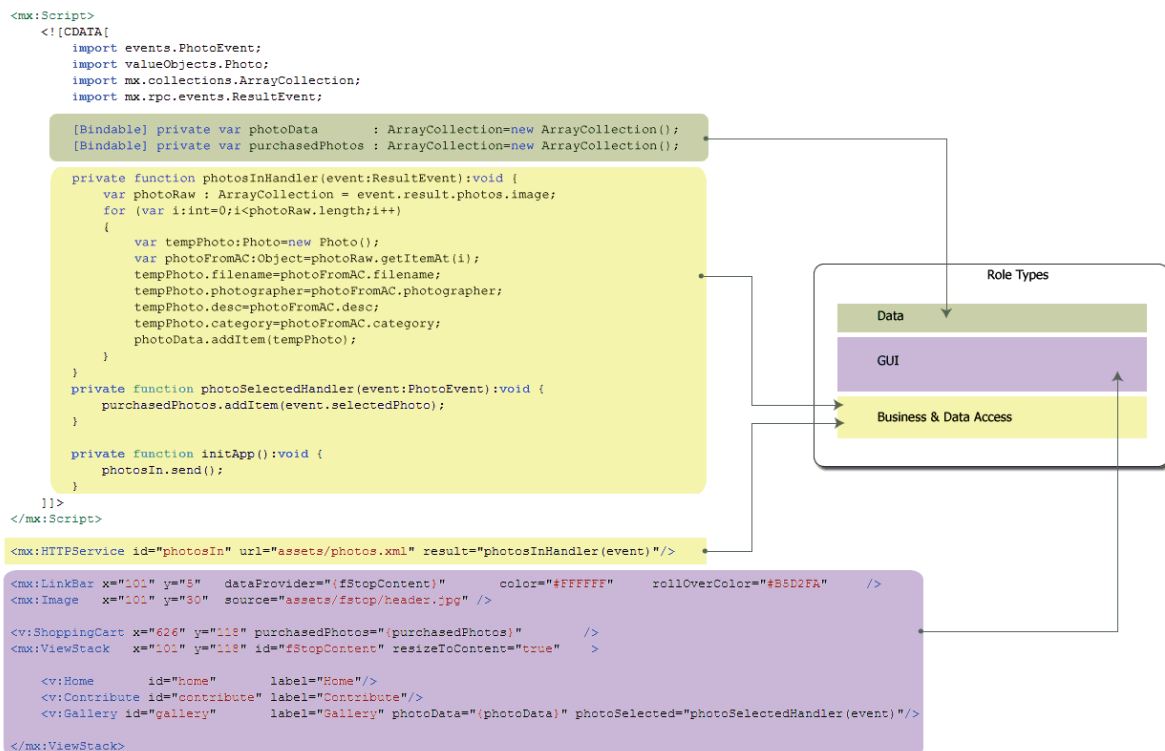 <mx:Script>
<![CDATA[
import events.PhotoEvent;
import valueObjects.Photo;
import mx.collections.ArrayCollection;
import mx.rpc.events.ResultEvent;
[Bindable] private var photoData : ArrayCollection=new ArrayCollection();
[Bindable] private var purchasedPhotos : ArrayCollection=new ArrayCollection();
private function photosInHandler(event:ResultEvent):void {
var photoRaw : ArrayCollection = event.result.photos.image;
for (var i:int=0;i<photoRaw.length;i++)
{
var tempPhoto:Photo=new Photo();
var photoFromAC:Object=photoRaw.getItemAt(i);
tempPhoto.filename=photoFromAC.filename;
tempPhoto.photographer=photoFromAC.photographer;
tempPhoto.desc=photoFromAC.desc;
tempPhoto.category=photoFromAC.category;
photoData.addItem(tempPhoto);
}
}
private function photoSelectedHandler(event:PhotoEvent):void {
purchasedPhotos.addItem(event.selectedPhoto);
}
private function initApp():void {
photosIn.send();
}
]]>
</mx:Script>
<mx:HTTPService id="photosIn" url="assets/photos.xml" result="photosInHandler(event)"/>
<mx:LinkBar x="101" y="5" dataProvider="{fStopContent}" color="#FFFFFF" rollOverColor="#B5D2FA" />
<mx:Image x="101" y="30" source="assets/fstop/header.jpg" />
<v:ShoppingCart x="626" y="118" purchasedPhotos="{purchasedPhotos}" />
<mx:ViewStack x="101" y="118" id="fStopContent" resizeToContent="true" >
<v:Home id="home" label="Home"/>
<v:Contribute id="contribute" label="Contribute"/>
<v:Gallery id="gallery" label="Gallery" photoData="{photoData}" photoSelected="photoSelectedHandler(event)"/>
</mx:ViewStack>
Role Types
Data
GUI
Business & Data Access